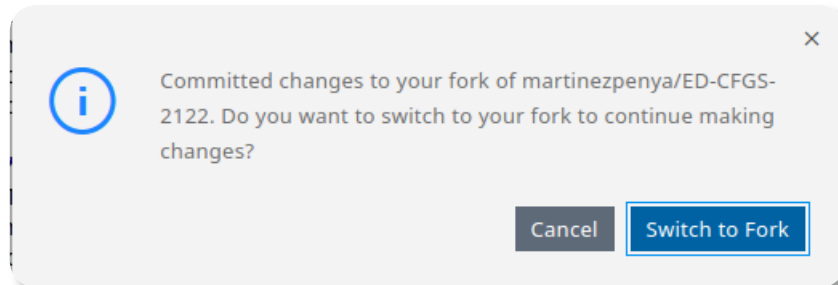 Committed changes to your fork of martinezpenya/ED-CFGS-
2122. Do you want to switch to your fork to continue making
changes?
Cancel
Switch to Fork